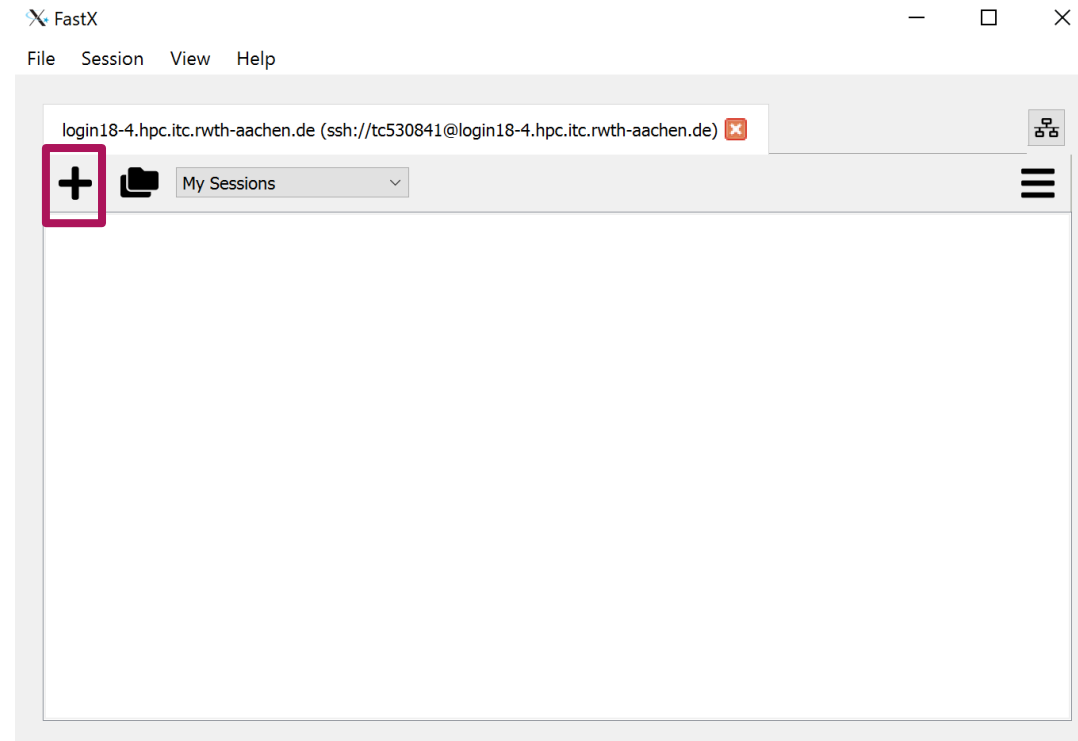 FastX
File Session View Help
login18-4.hpc.itc.rwth-aachen.de (ssh://tc530841@login18-4.hpc.itc.rwth-aachen.de)
My Sessions